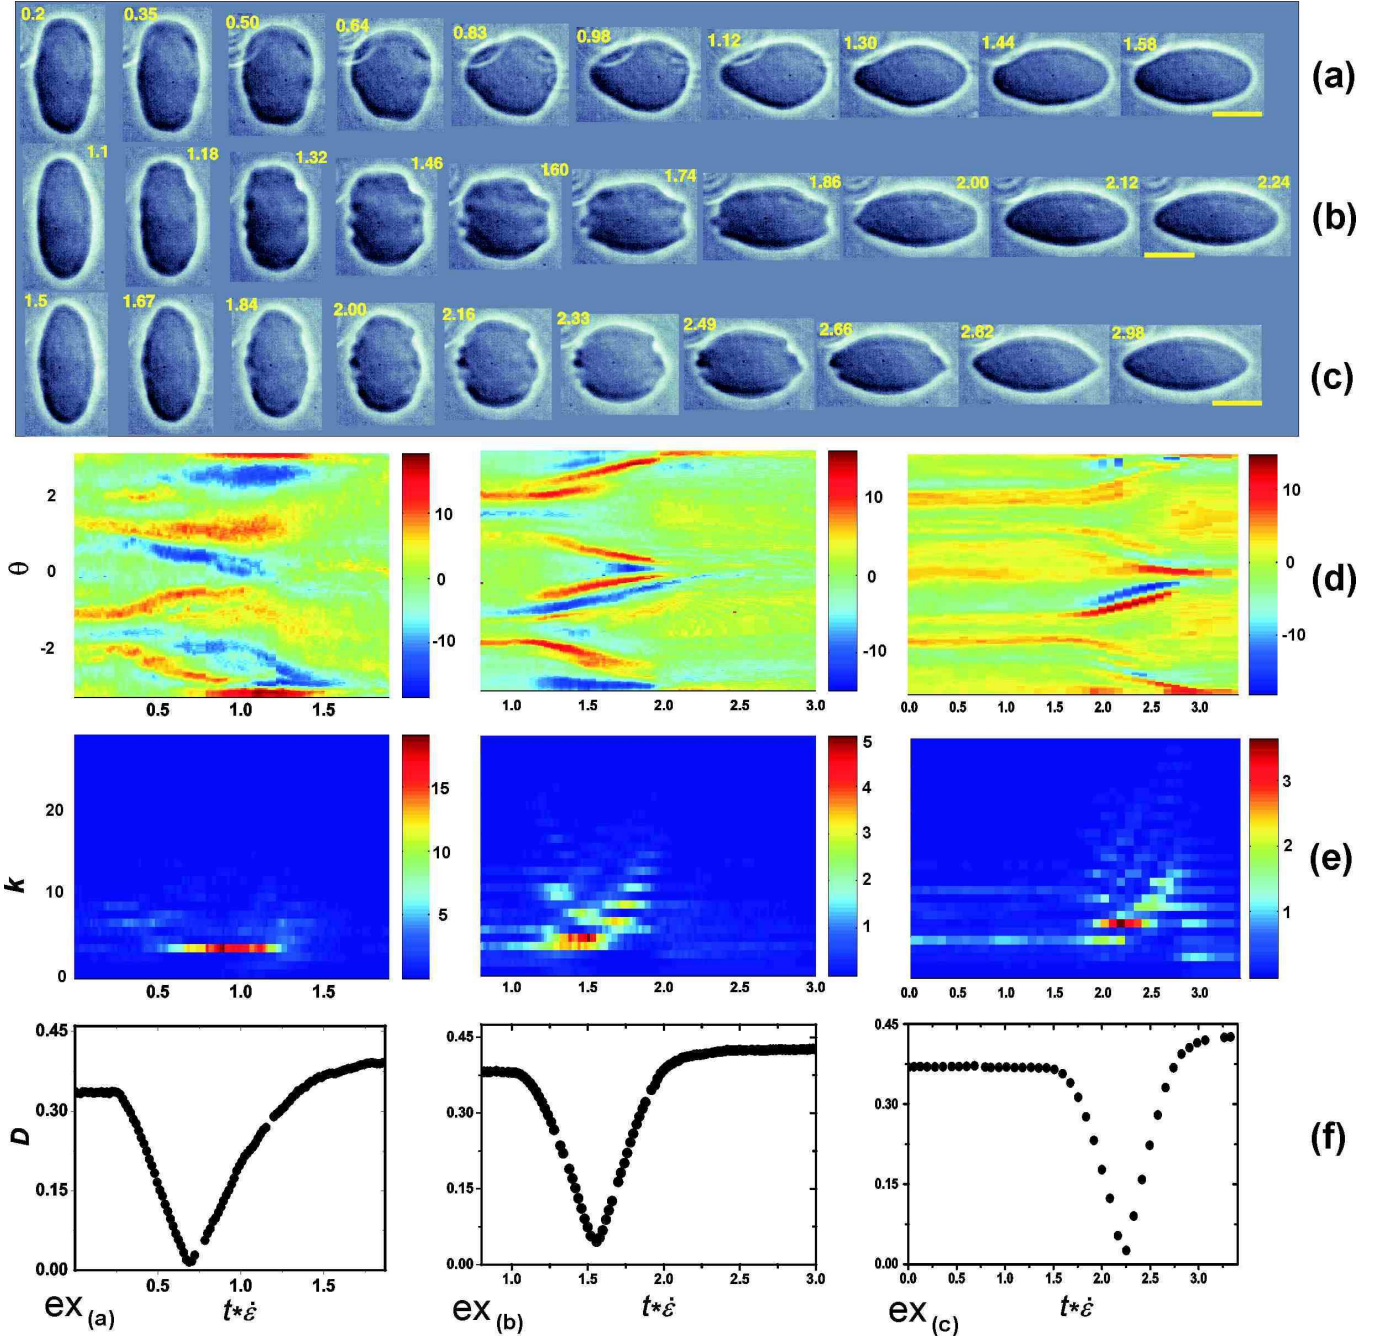 0.2 0.35 0.50 0.64 0.83 0.98 1.12 1.30 1.44 1.58 (a)
1.1 1.18 1.32 1.46 1.60 1.74 1.86 2.00 2.12 2.24 (b)
1.5 1.67 1.84 2.00 2.16 2.33 2.49 2.66 2.82 2.98 (c)
θ 2 0 -2 10 0 -10 10 0 -10 10 0 -10 (d)
0.5 1.0 1.5 1.0 1.5 2.0 2.5 3.0 0.0 0.5 1.0 1.5 2.0 2.5 3.0
k 20 10 0 15 10 5 5 4 3 2 1 3 2 1 (e)
0.5 1.0 1.5 1.0 1.5 2.0 2.5 3.0 0.0 0.5 1.0 1.5 2.0 2.5 3.0
D 0.45 0.30 0.15 0.00 0.45 0.30 0.15 0.00 0.45 0.30 0.15 0.00 (f)
0.5 1.0 1.5 1.0 1.5 2.0 2.5 3.0 0.0 0.5 1.0 1.5 2.0 2.5 3.0
ex(a) t*ε̇ ex(b) t*ε̇ ex(c) t*ε̇